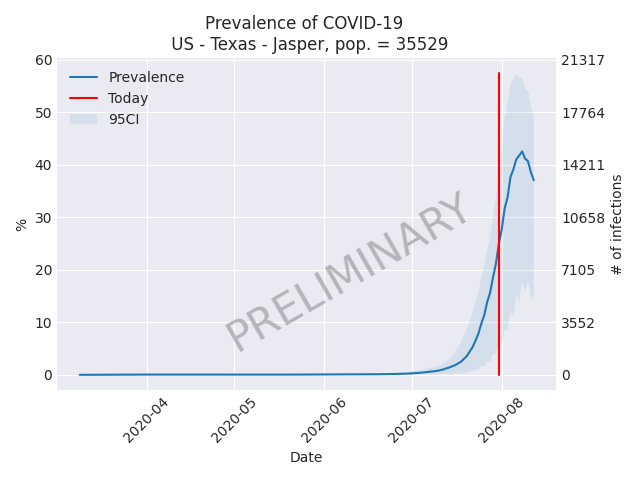 Prevalence of COVID-19
US - Texas - Jasper, pop. = 35529
Prevalence
Today
95CI
60
50
40
30
20
10
0
%
21317
17764
14211
10658
7105
3552
0
# of infections
PRELIMINARY
2020-04
2020-05
2020-06
2020-07
2020-08
Date